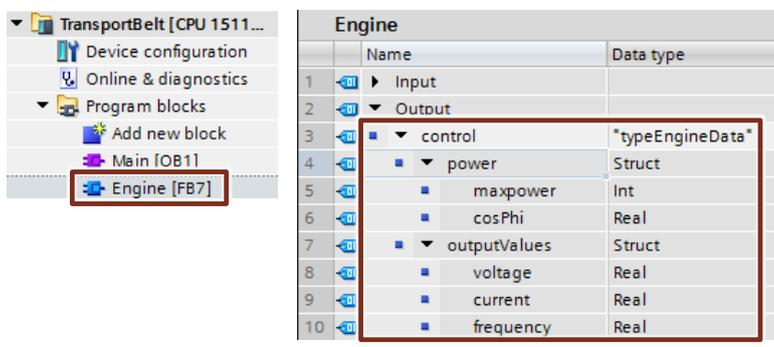 TransportBelt [CPU 1511...
Device configuration
Online & diagnostics
Program blocks
Add new block
Main [OB1]
Engine [FB7]
Engine
Name Data type
1 Input
2 Output
3 control "typeEngineData"
4 power Struct
5 maxpower Int
6 cosPhi Real
7 outputValues Struct
8 voltage Real
9 current Real
10 frequency Real